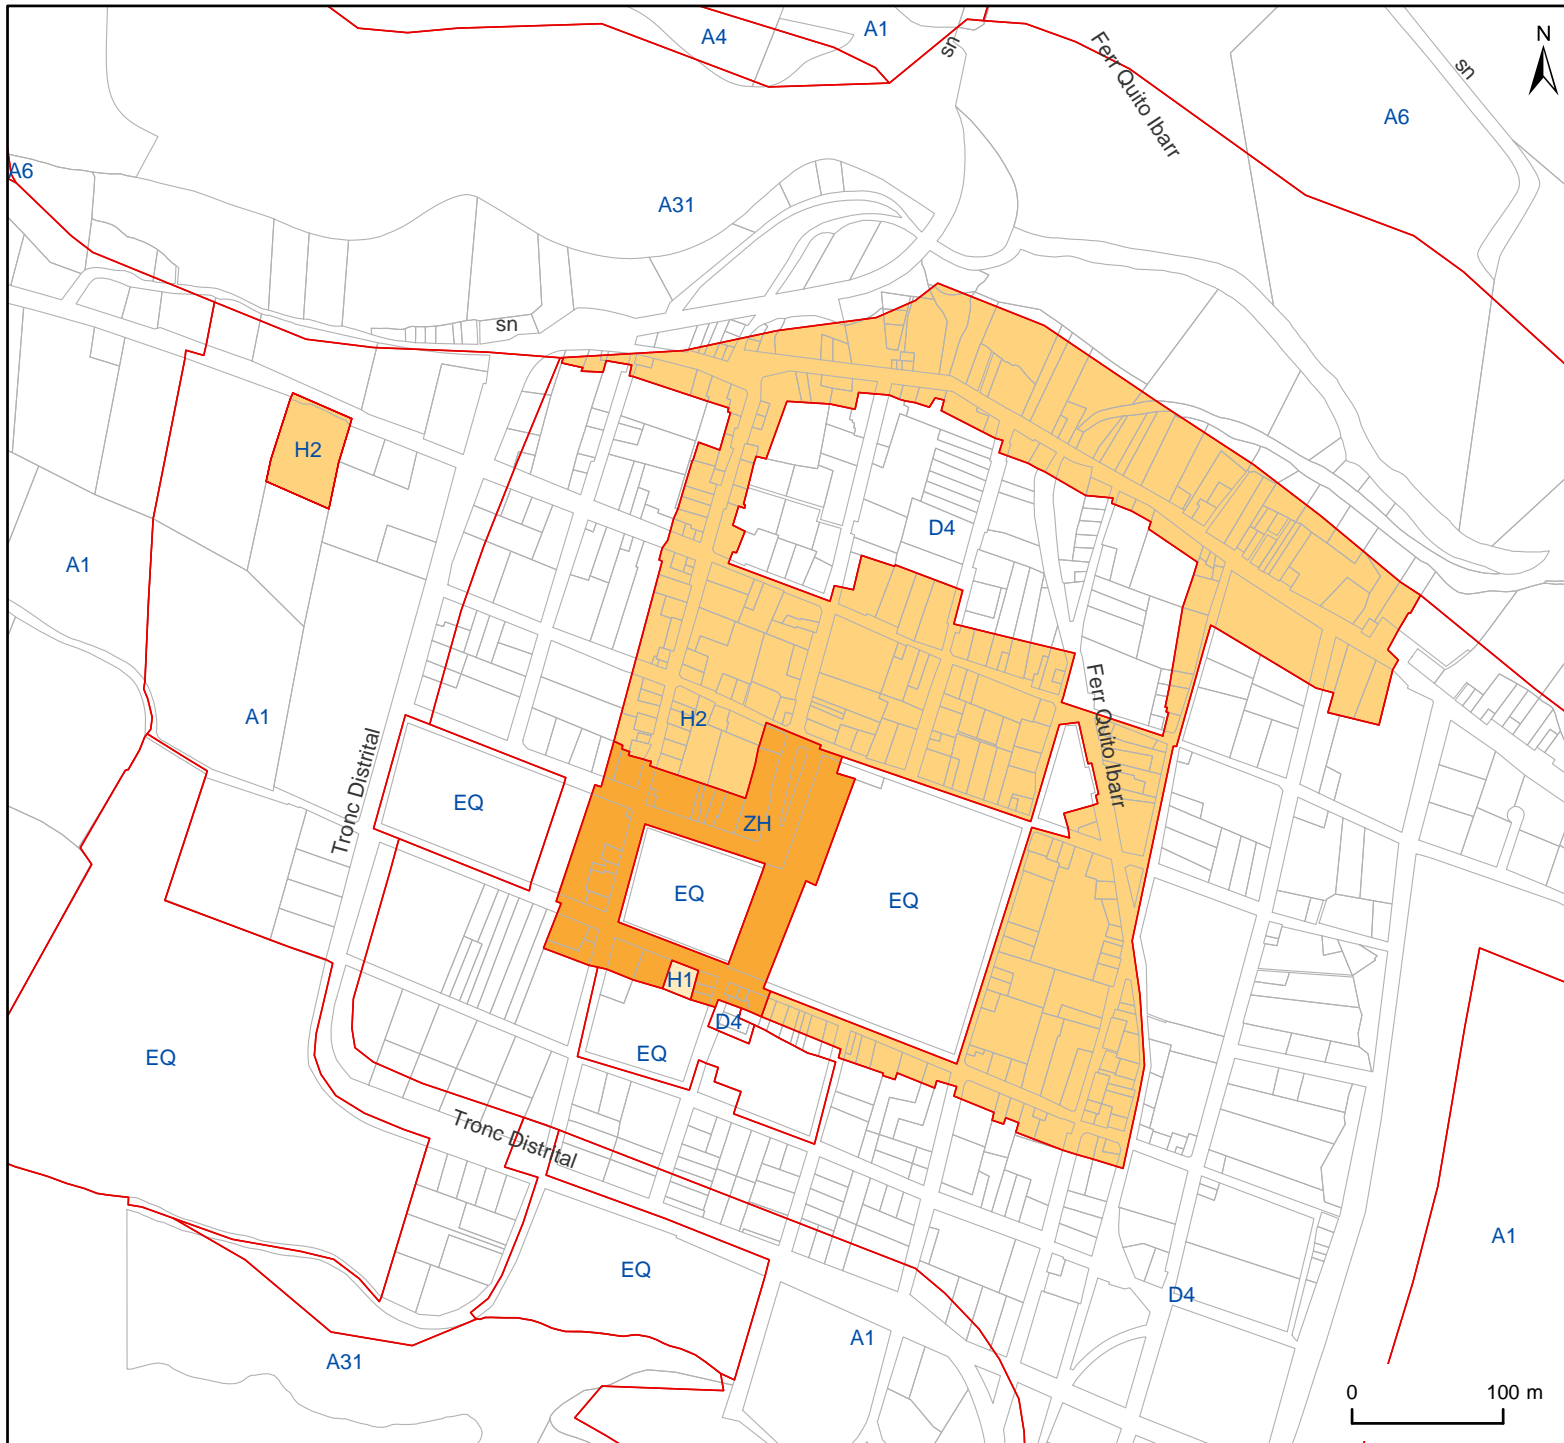 A4
A1
sn
Ferr Quito Ibarr
sn
N
A6
A6
A31
sn
H2
D4
A1
H2
A1
Ferr Quito Ibarr
Tronc Distrital
EQ
ZH
EQ
EQ
H1
D4
EQ
EQ
Tronc Distrital
A1
EQ
D4
A31
A1
0 100 m